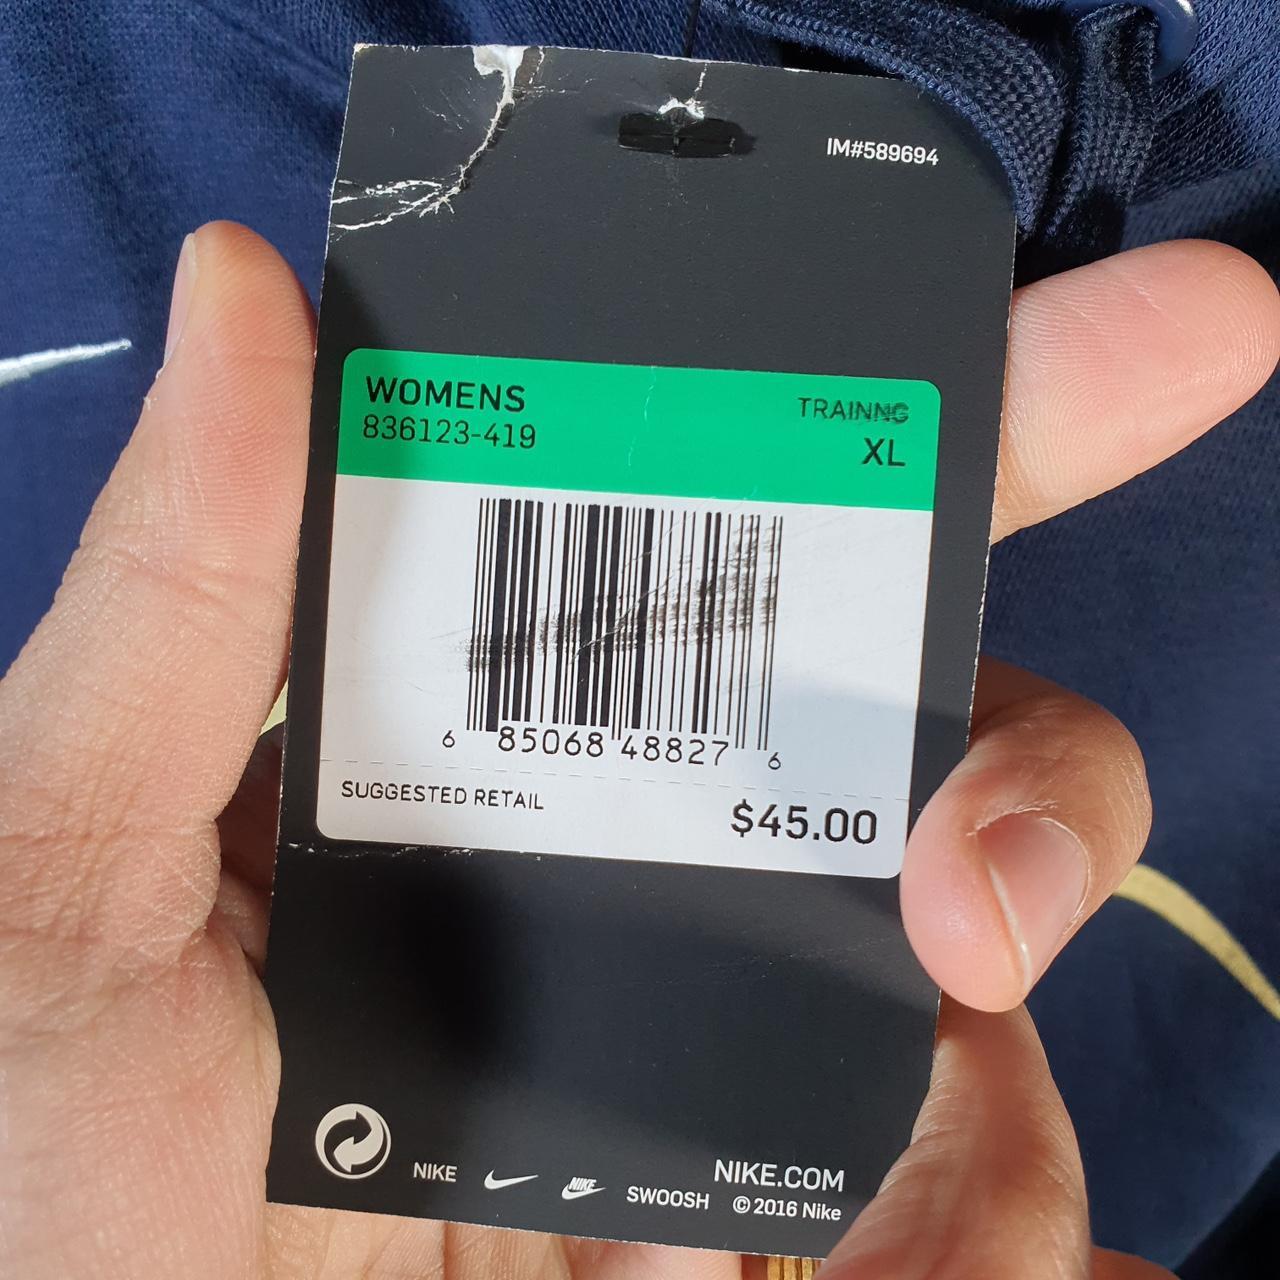 IM#589694
WOMENS TRAINNG
836123-419 XL
6 85068 48827 6
SUGGESTED RETAIL $45.00
NIKE NIKE SWOOSH NIKE.COM
© 2016 Nike